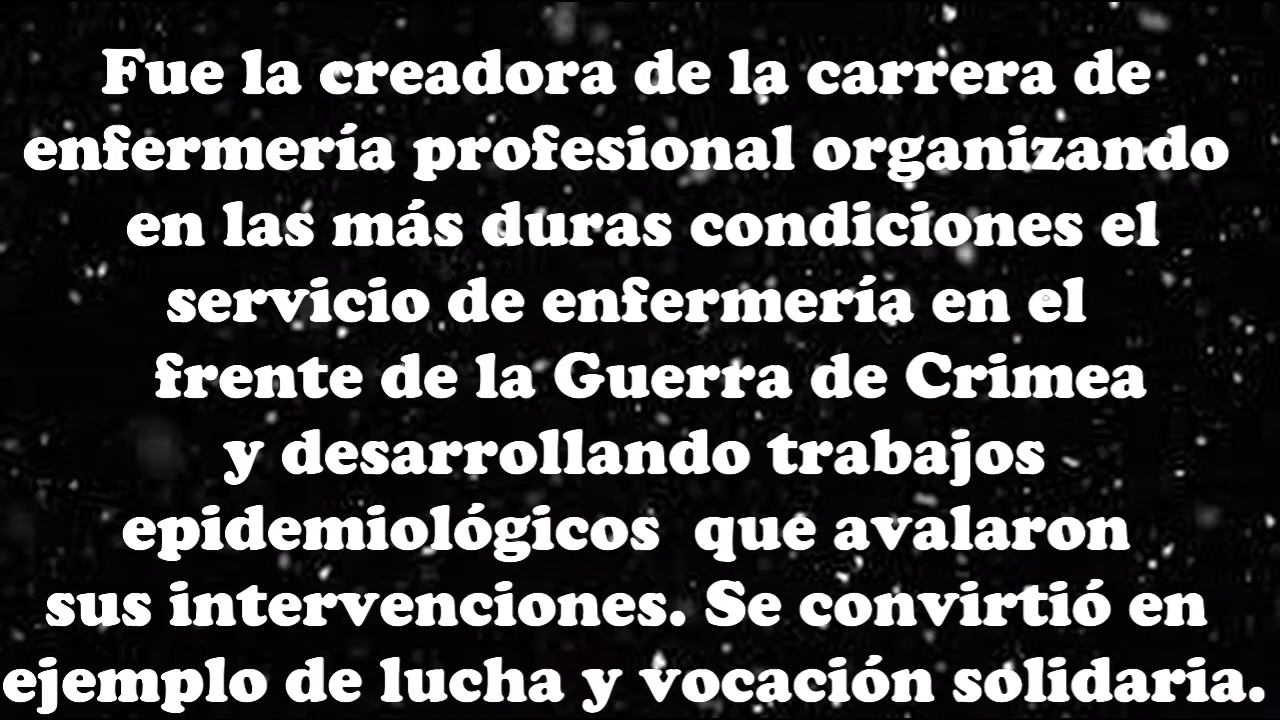 Fue la creadora de la carrera de
enfermería profesional organizando
en las más duras condiciones el
servicio de enfermería en el
frente de la Guerra de Crimea
y desarrollando trabajos
epidemiológicos que avalaron
sus intervenciones. Se convirtió en
ejemplo de lucha y vocación solidaria.